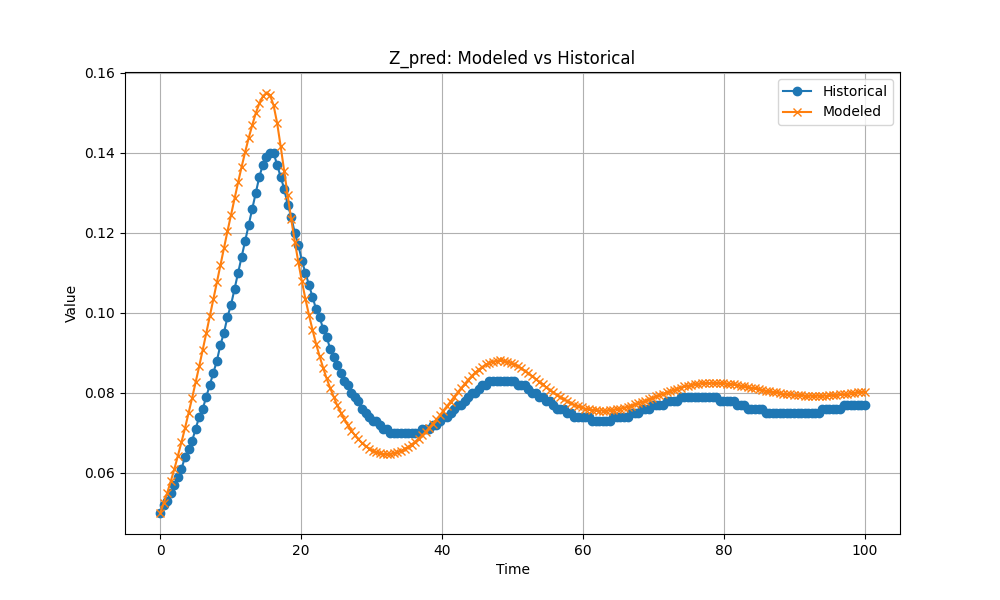 Z_pred: Modeled vs Historical
Historical
Modeled
Value
0.16
0.14
0.12
0.10
0.08
0.06
0 20 40 60 80 100
Time